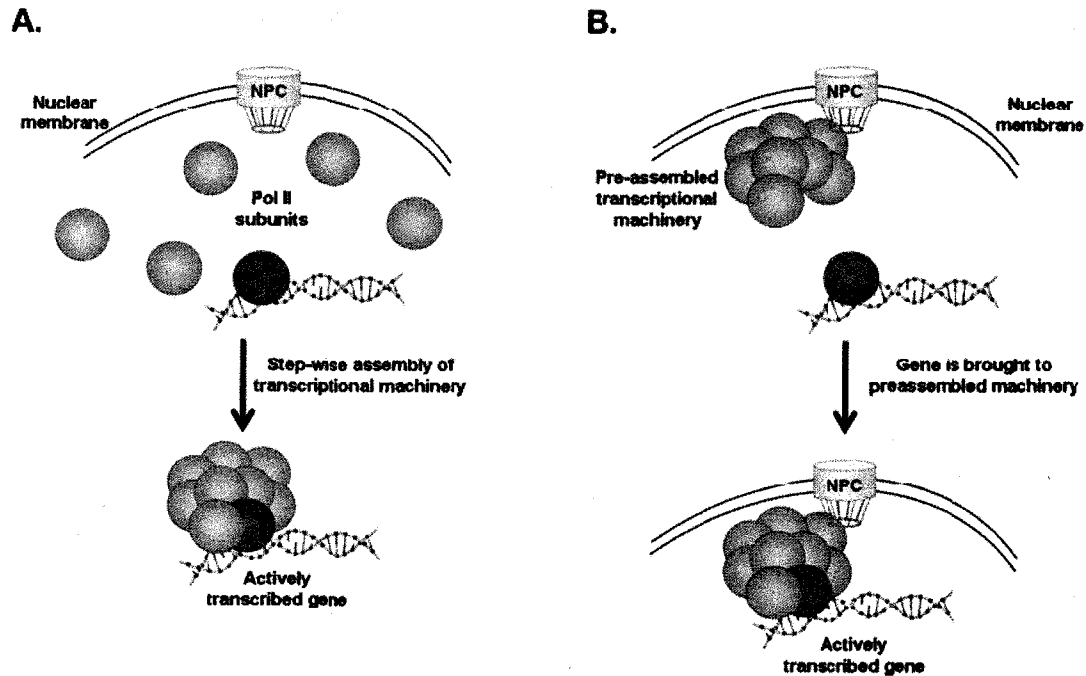 A.
NPC
Nuclear
membrane
Pol II
subunits
Step-wise assembly of
transcriptional machinery
Actively
transcribed gene
B.
NPC
Nuclear
membrane
Pre-assembled
transcriptional
machinery
Gene is brought to
preassembled machinery
NPC
Actively
transcribed gene